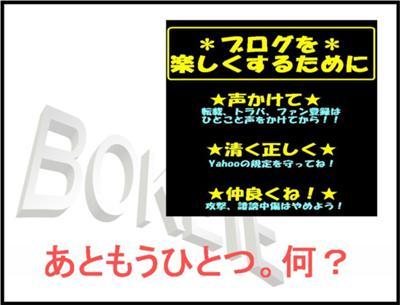 ＊ブログを＊
楽しくするために
★声かけて★
転載、トラバ、ファン登録は
ひとこと声をかけてから！！
★清く正しく★
Yahooの規定を守ってね！
★仲良くね！★
攻撃、誹謗中傷はやめよう！
あともうひとつ。何？